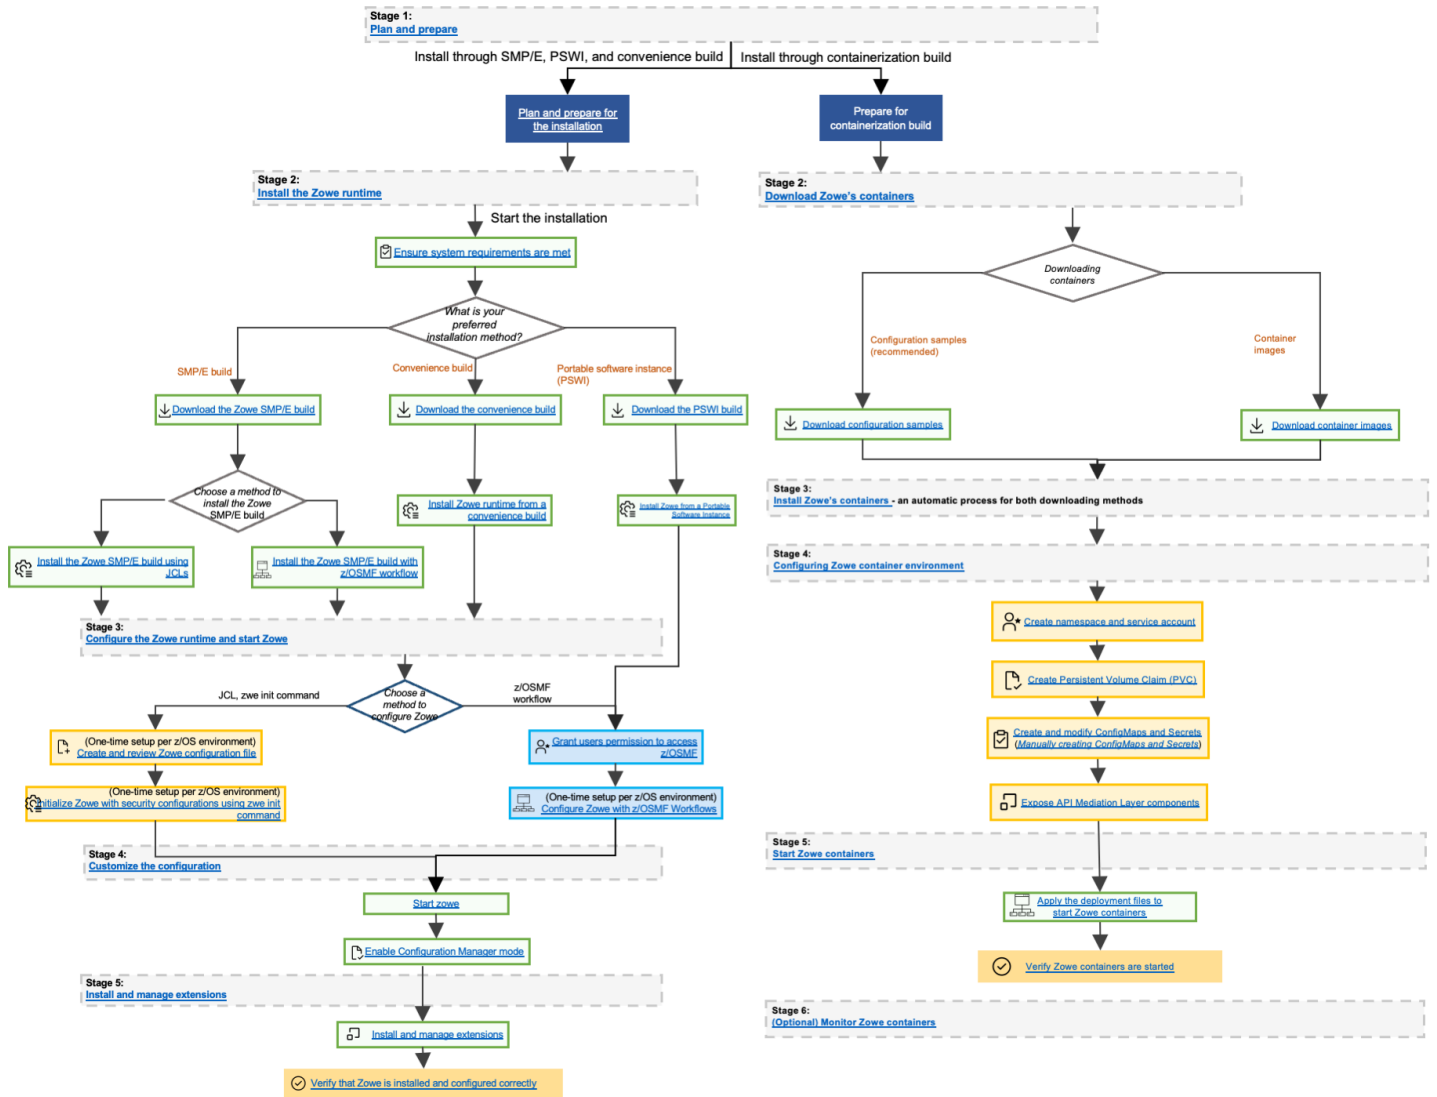 Stage 1:
Plan and prepare
Install through SMP/E, PSWI, and convenience build
Install through containerization build
Plan and prepare for
the installation
Prepare for
containerization build
Stage 2:
Install the Zowe runtime
Stage 2:
Download Zowe's containers
Start the installation
Ensure system requirements are met
What is your
preferred
installation method?
SMP/E build
Convenience build
Portable software instance
(PSWI)
Download the Zowe SMP/E build
Download the convenience build
Download the PSWI build
Choose a method to
install the Zowe
SMP/E build
Install Zowe runtime from a
convenience build
Install Zowe from a Portable
Software Instance
Install the Zowe SMP/E build using
JCLs
Install the Zowe SMP/E build with
z/OSMF workflow
Stage 3:
Configure the Zowe runtime and start Zowe
JCL, zwe init command
Choose a
method to
configure Zowe
z/OSMF
workflow
(One-time setup per z/OS environment)
Create and review Zowe configuration file
Grant users permission to access
z/OSMF
(One-time setup per z/OS environment)
Initialize Zowe with security configurations using zwe init
command
(One-time setup per z/OS environment)
Configure Zowe with z/OSMF Workflows
Stage 4:
Customize the configuration
Start zowe
Enable Configuration Manager mode
Stage 5:
Install and manage extensions
Install and manage extensions
Verify that Zowe is installed and configured correctly
Downloading
containers
Configuration samples
(recommended)
Container
images
Download configuration samples
Download container images
Stage 3:
Install Zowe's containers - an automatic process for both downloading methods
Stage 4:
Configuring Zowe container environment
Create namespace and service account
Create Persistent Volume Claim (PVC)
Create and modify ConfigMaps and Secrets
(Manually creating ConfigMaps and Secrets)
Expose API Mediation Layer components
Stage 5:
Start Zowe containers
Apply the deployment files to
start Zowe containers
Verify Zowe containers are started
Stage 6:
(Optional) Monitor Zowe containers